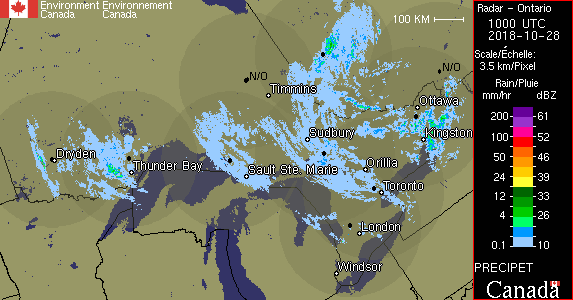 Environment Environnement
Canada Canada
100 KM
N/O
N/O
Timmins
Ottawa
Sudbury
Kingston
Dryden
Thunder Bay
Sault Ste. Marie
Orillia
Toronto
London
Windsor
Radar - Ontario
1000 UTC
2018-10-28
Scale/Échelle:
3.5 km/Pixel
Rain/Pluie
mm/hr dBZ
200 61
100 52
50 46
24 39
12 33
4 26
0.1 10
PRECIPET
Canada